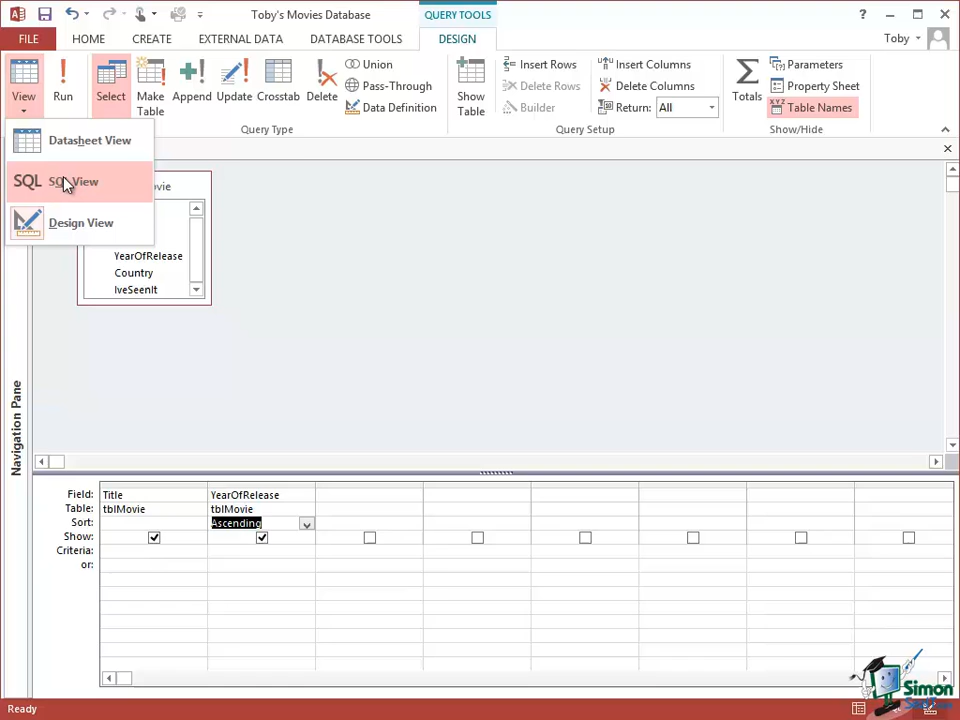 Toby's Movies Database
QUERY TOOLS
?
FILE
HOME
CREATE
EXTERNAL DATA
DATABASE TOOLS
DESIGN
Toby
View
Run
Select
Make Table
Append
Update
Crosstab
Delete
Union
Pass-Through
Data Definition
Query Type
Show Table
Insert Rows
Delete Rows
Builder
Insert Columns
Delete Columns
Return: All
Query Setup
Totals
Parameters
Property Sheet
XYZ Table Names
Show/Hide
Datasheet View
SQL SQL View
Design View
YearOfRelease
Country
IveSeenIt
Navigation Pane
Field: Title YearOfRelease
Table: tblMovie tblMovie
Sort: Ascending
Show:
Criteria:
or:
Simon
Ready